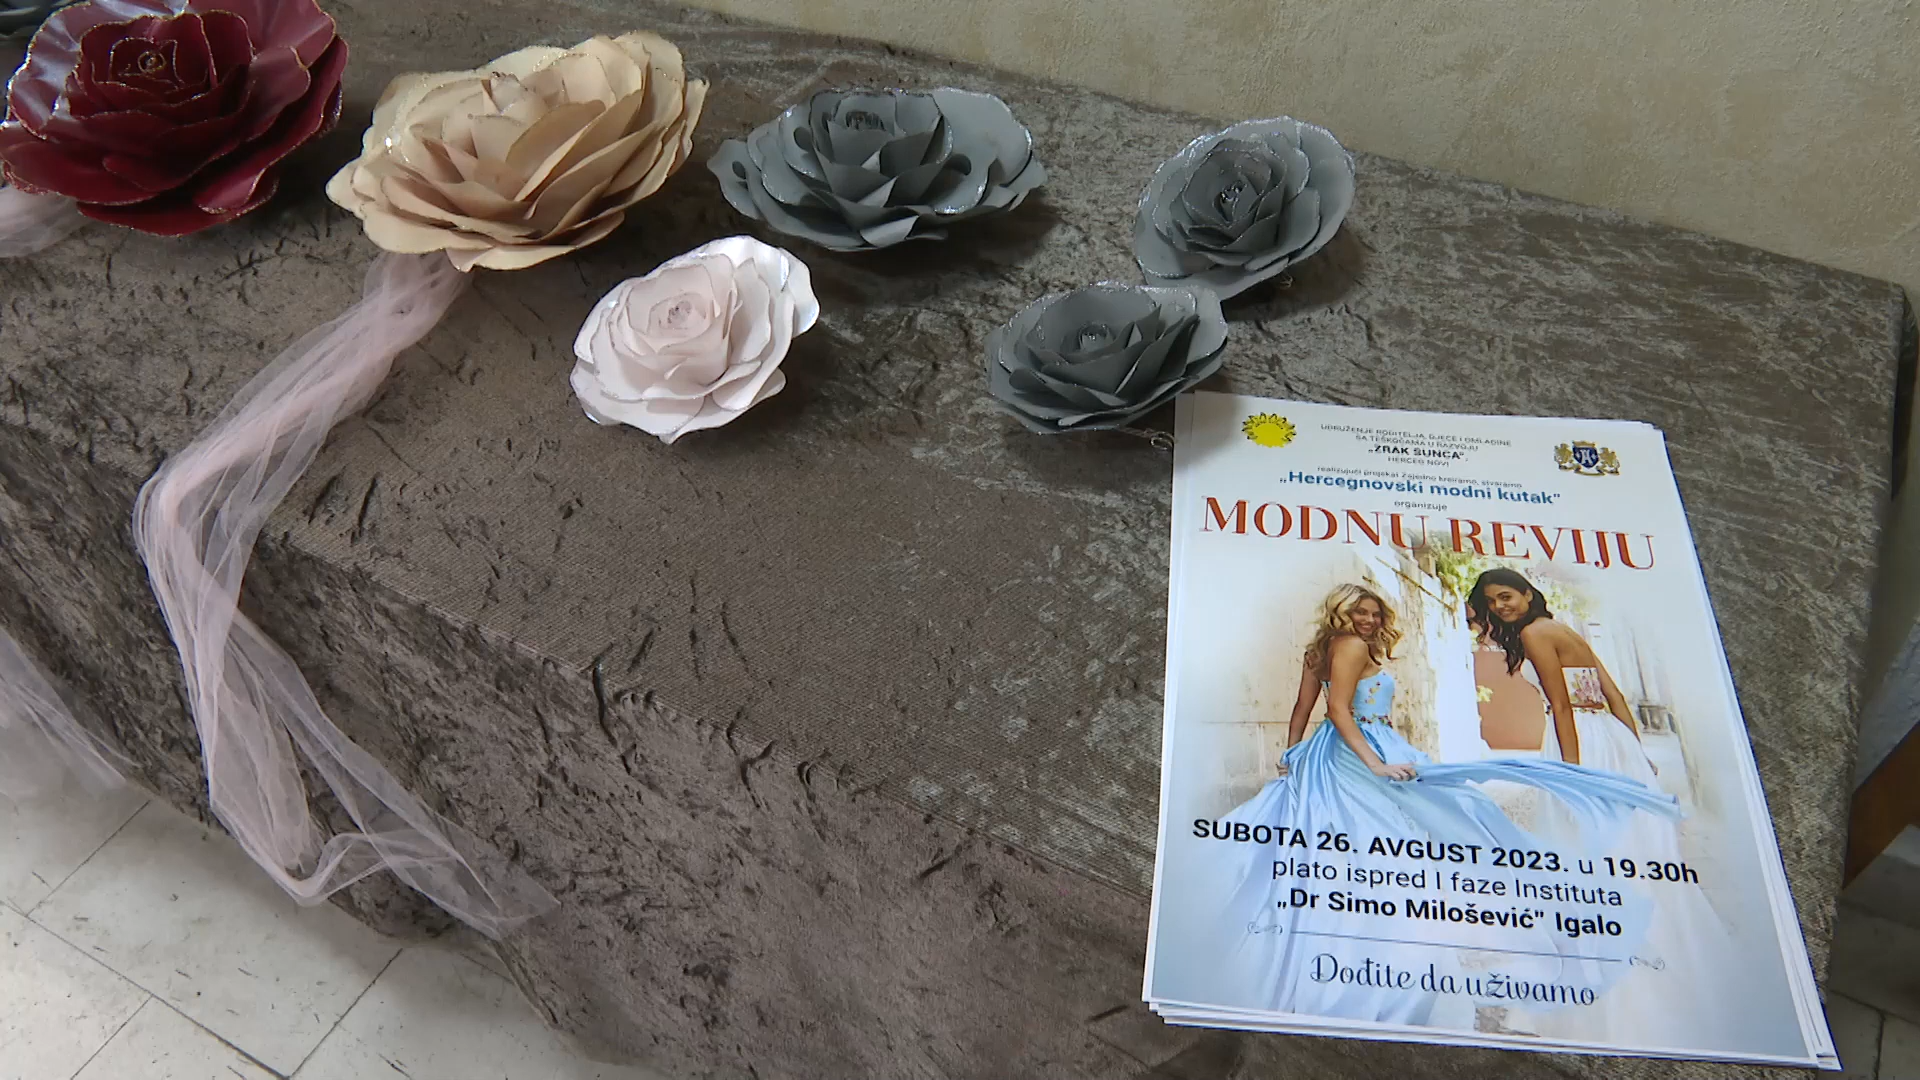 UDRUŽENJE RODITELJA, DJECE I OMLADINE
SA TEŠKOĆAMA U RAZVOJU
„ZRAK SUNCA“,
HERCEG NOVI
realizujući projekat Zajedno kreiramo, stvaramo
„Hercegnovski modni kutak“
organizuje
MODNU REVIJU
SUBOTA 26. AVGUST 2023. u 19.30h
plato ispred I faze Instituta
„Dr Simo Milošević" Igalo
Dođite da uživamo